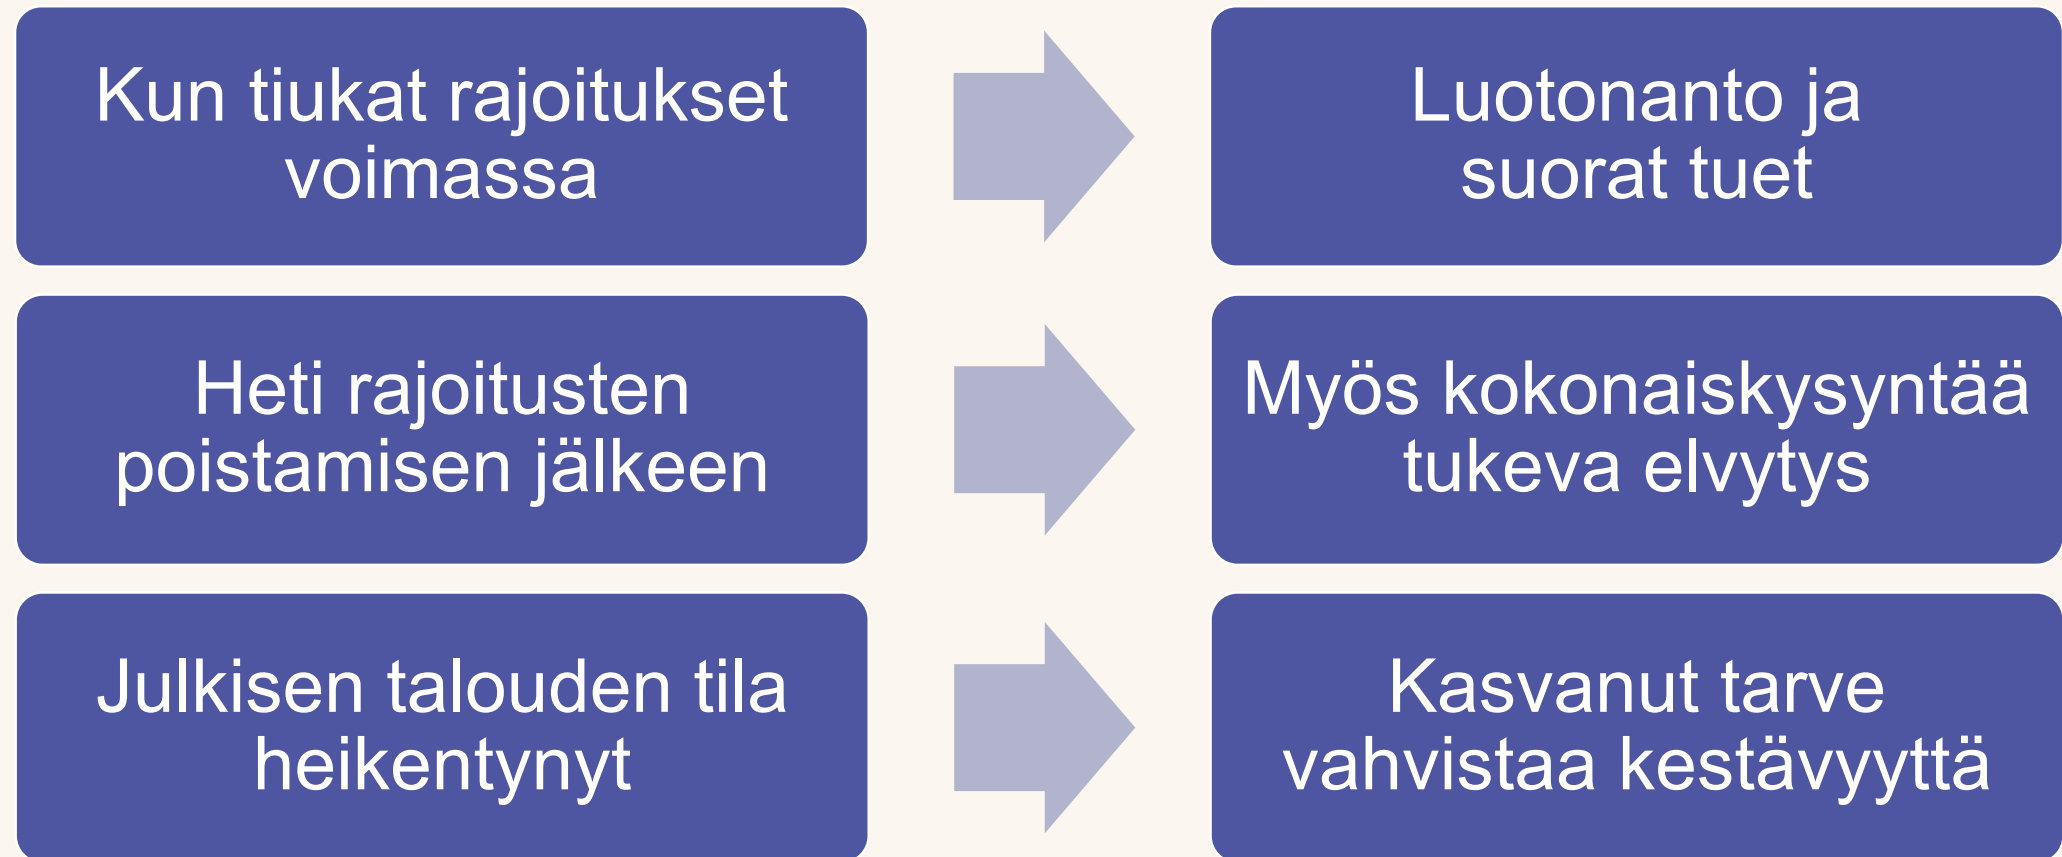 Kun tiukat rajoitukset
voimassa
Luotonanto ja
suorat tuet
Heti rajoitusten
poistamisen jälkeen
Myös kokonaiskysyntää
tukeva elvytys
Julkisen talouden tila
heikentynyt
Kasvanut tarve
vahvistaa kestävyyttä